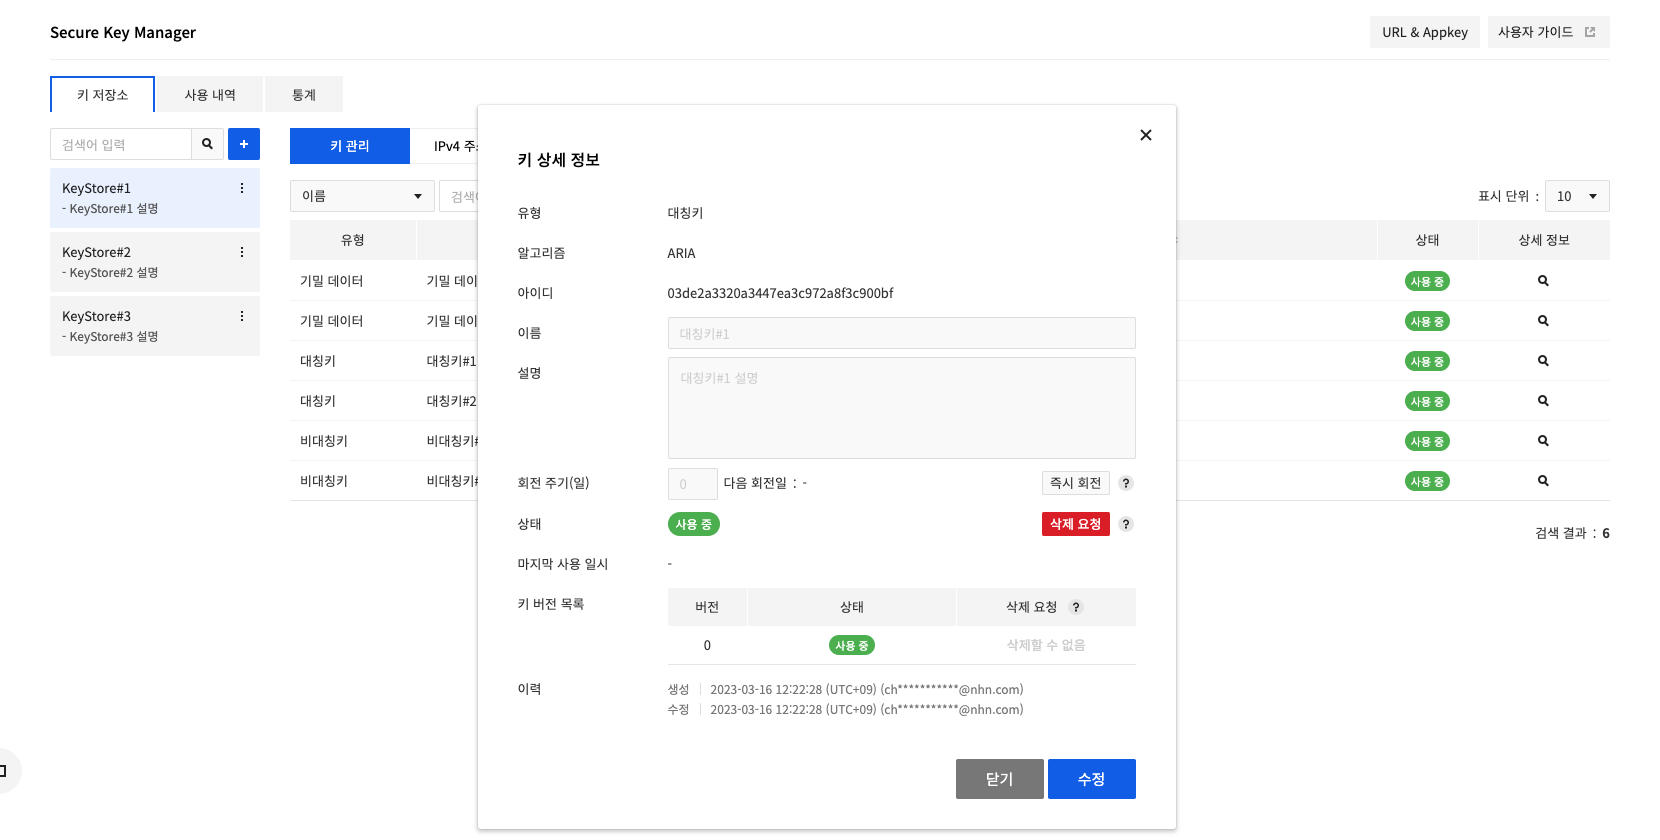 Secure Key Manager
URL & Appkey
사용자 가이드
키 저장소
사용 내역
통계
검색어 입력
+
KeyStore#1
- KeyStore#1 설명
KeyStore#2
- KeyStore#2 설명
KeyStore#3
- KeyStore#3 설명
키 관리
IPv4
이름
표시 단위 : 10
유형
상태
상세 정보
기밀 데이터
기밀 데이
사용 중
기밀 데이터
기밀 데이
사용 중
대칭키
대칭키#1
사용 중
대칭키
대칭키#2
사용 중
비대칭키
비대칭키
사용 중
비대칭키
비대칭키
사용 중
검색 결과 : 6
키 상세 정보
유형 대칭키
알고리즘 ARIA
아이디 03de2a3320a3447ea3c972a8f3c900bf
이름 대칭키#1
설명 대칭키#1 설명
회전 주기(일) 0 다음 회전일 : - 즉시 회전 ?
상태 사용 중 삭제 요청 ?
마지막 사용 일시 -
키 버전 목록
버전 상태 삭제 요청 ?
0 사용 중 삭제할 수 없음
이력
생성 2023-03-16 12:22:28 (UTC+09) (ch***********@nhn.com)
수정 2023-03-16 12:22:28 (UTC+09) (ch***********@nhn.com)
닫기
수정